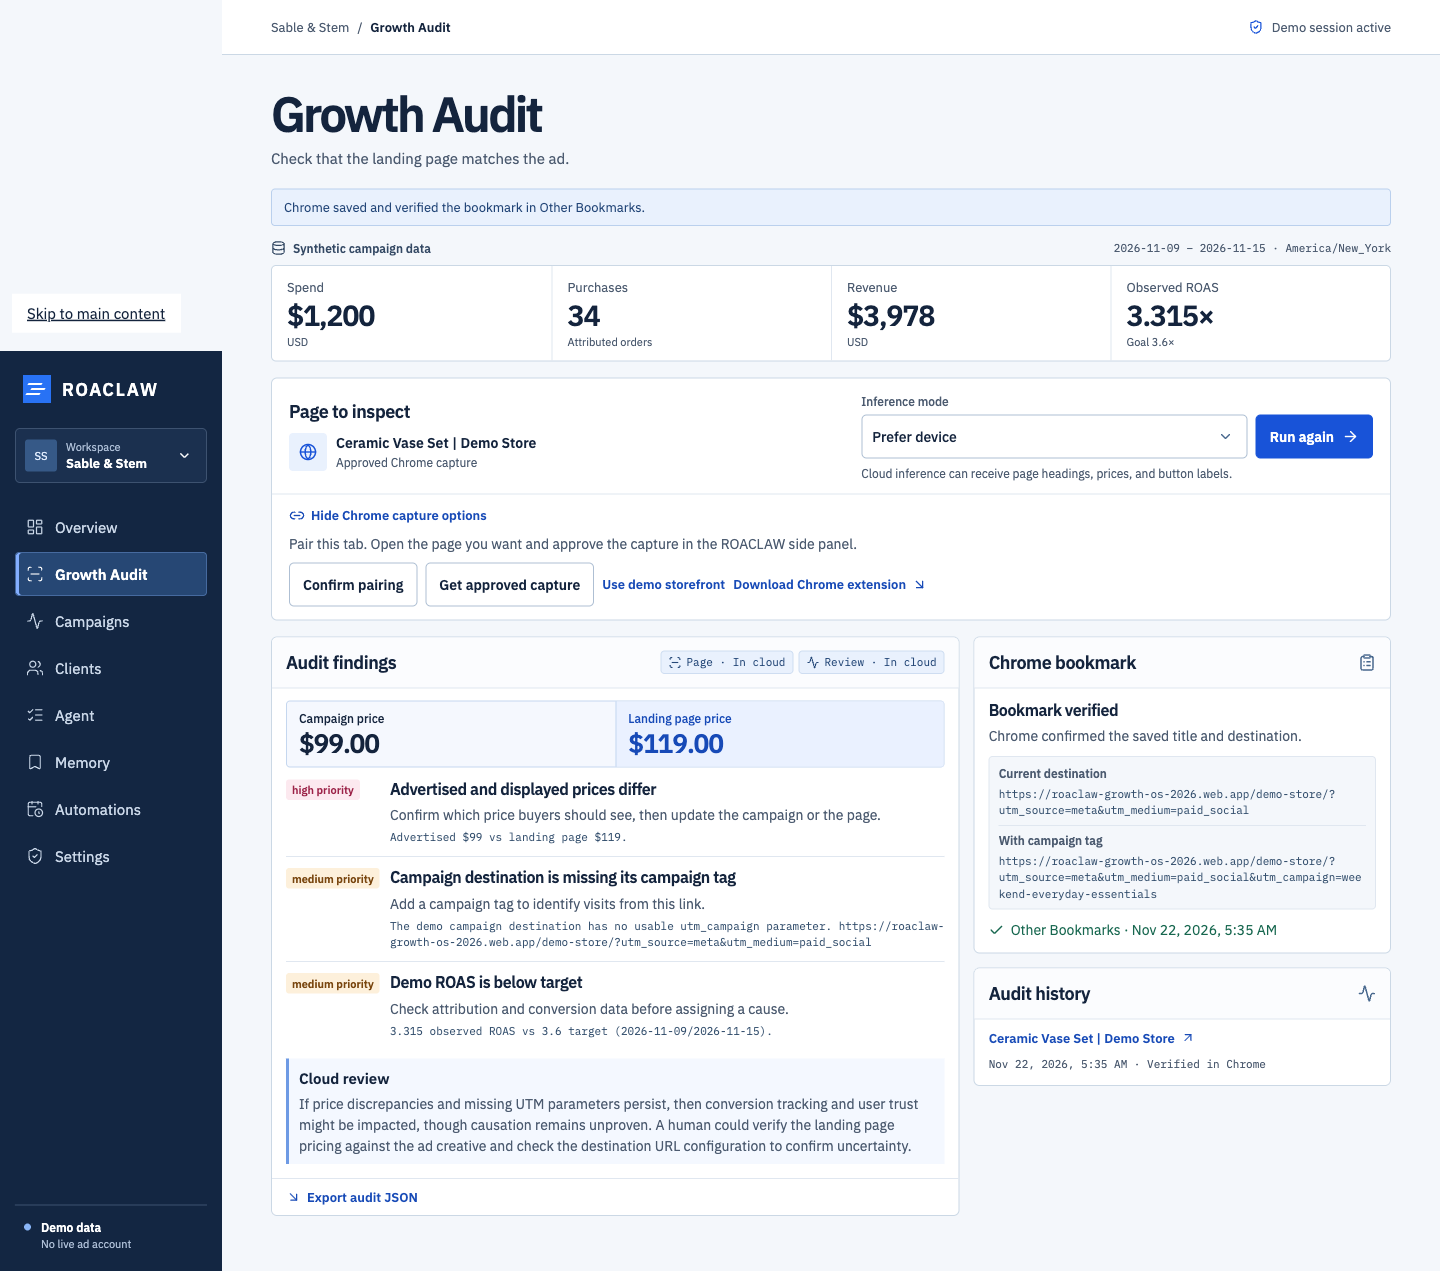 Sable & Stem / Growth Audit
Demo session active
Skip to main content
ROACLAW
SS
Workspace
Sable & Stem
Overview
Growth Audit
Campaigns
Clients
Agent
Memory
Automations
Settings
Demo data
No live ad account
Growth Audit
Check that the landing page matches the ad.
Chrome saved and verified the bookmark in Other Bookmarks.
Synthetic campaign data
2026-11-09 – 2026-11-15 · America/New_York
Spend
$1,200
USD
Purchases
34
Attributed orders
Revenue
$3,978
USD
Observed ROAS
3.315×
Goal 3.6×
Page to inspect
Ceramic Vase Set | Demo Store
Approved Chrome capture
Inference mode
Prefer device
Run again
Cloud inference can receive page headings, prices, and button labels.
Hide Chrome capture options
Pair this tab. Open the page you want and approve the capture in the ROACLAW side panel.
Confirm pairing
Get approved capture
Use demo storefront
Download Chrome extension
Audit findings
Page · In cloud
Review · In cloud
Campaign price
$99.00
Landing page price
$119.00
high priority
Advertised and displayed prices differ
Confirm which price buyers should see, then update the campaign or the page.
Advertised $99 vs landing page $119.
medium priority
Campaign destination is missing its campaign tag
Add a campaign tag to identify visits from this link.
The demo campaign destination has no usable utm_campaign parameter. https://roaclaw-
growth-os-2026.web.app/demo-store/?utm_source=meta&utm_medium=paid_social
medium priority
Demo ROAS is below target
Check attribution and conversion data before assigning a cause.
3.315 observed ROAS vs 3.6 target (2026-11-09/2026-11-15).
Cloud review
If price discrepancies and missing UTM parameters persist, then conversion tracking and user trust
might be impacted, though causation remains unproven. A human could verify the landing page
pricing against the ad creative and check the destination URL configuration to confirm uncertainty.
Export audit JSON
Chrome bookmark
Bookmark verified
Chrome confirmed the saved title and destination.
Current destination
https://roaclaw-growth-os-2026.web.app/demo-store/?
utm_source=meta&utm_medium=paid_social
With campaign tag
https://roaclaw-growth-os-2026.web.app/demo-store/?
utm_source=meta&utm_medium=paid_social&utm_campaign=wee
kend-everyday-essentials
Other Bookmarks · Nov 22, 2026, 5:35 AM
Audit history
Ceramic Vase Set | Demo Store
Nov 22, 2026, 5:35 AM · Verified in Chrome